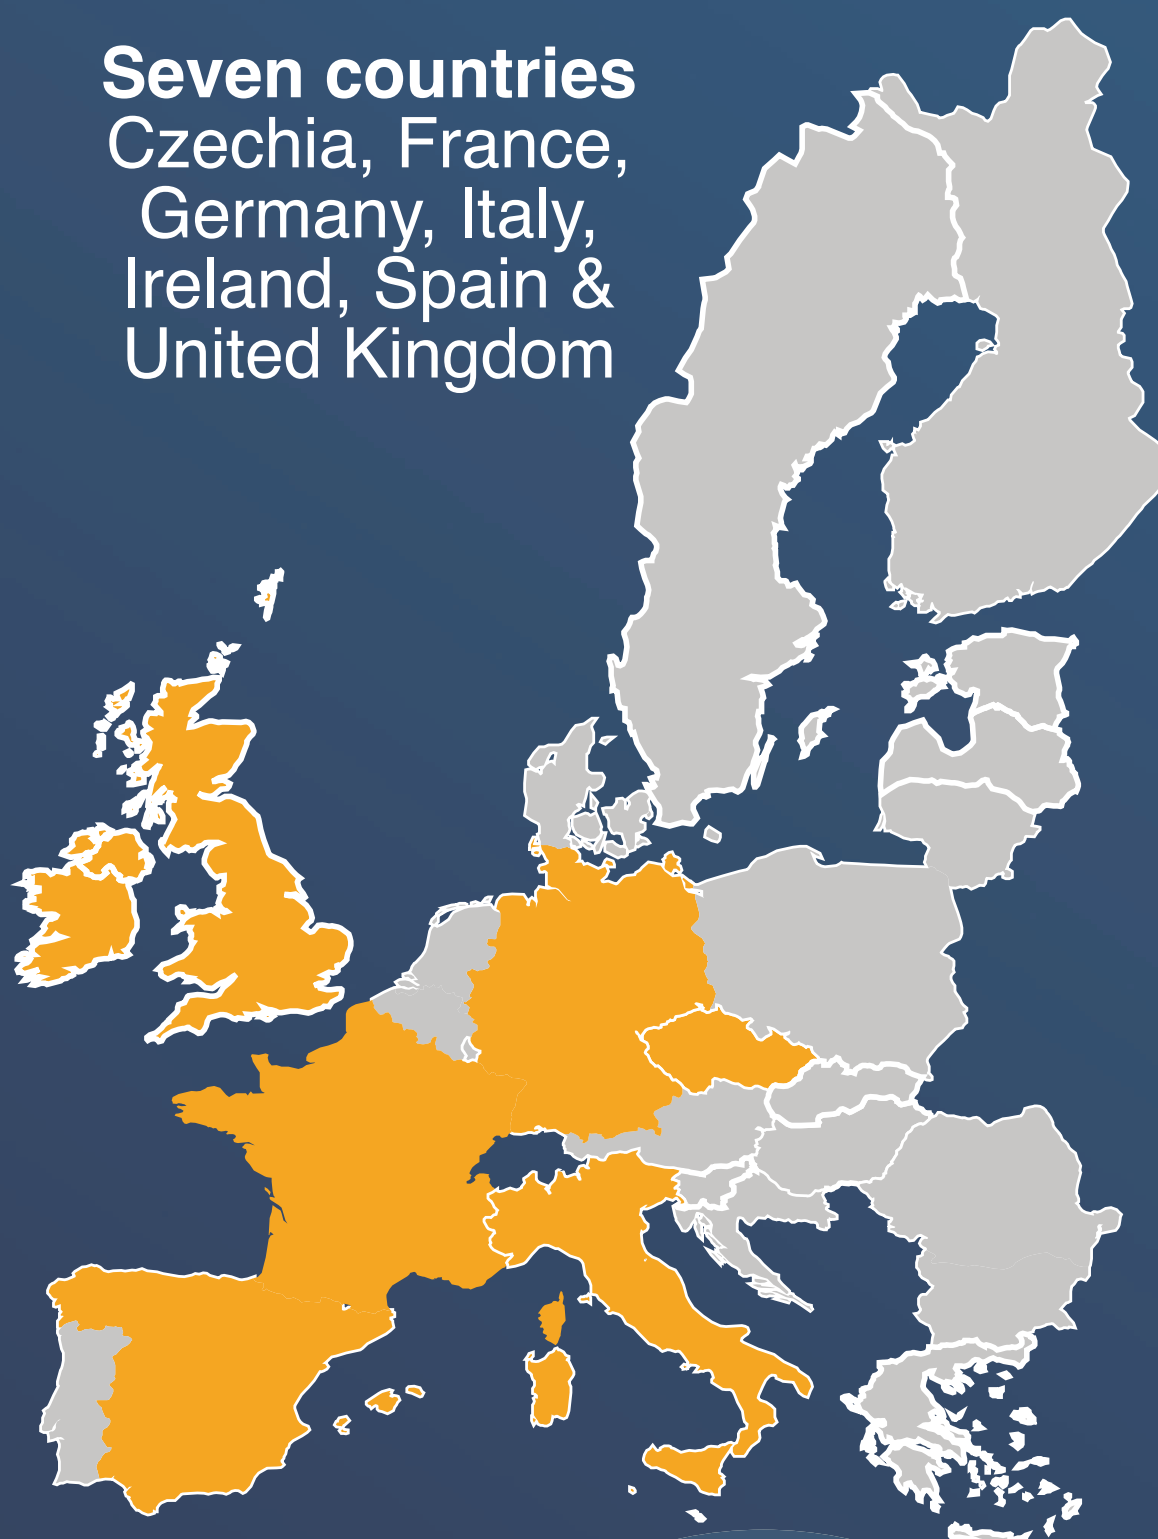 Seven countries
Czechia, France,
Germany, Italy,
Ireland, Spain &
United Kingdom